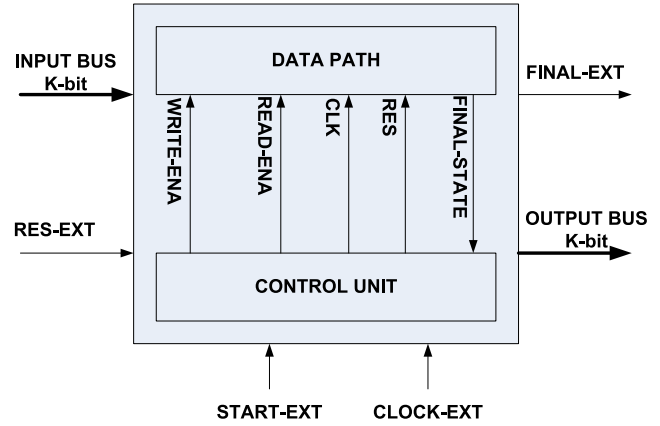 INPUT BUS
K-bit
DATA PATH
FINAL-EXT
WRITE-ENA
READ-ENA
CLK
RES
FINAL-STATE
RES-EXT
OUTPUT BUS
K-bit
CONTROL UNIT
START-EXT
CLOCK-EXT